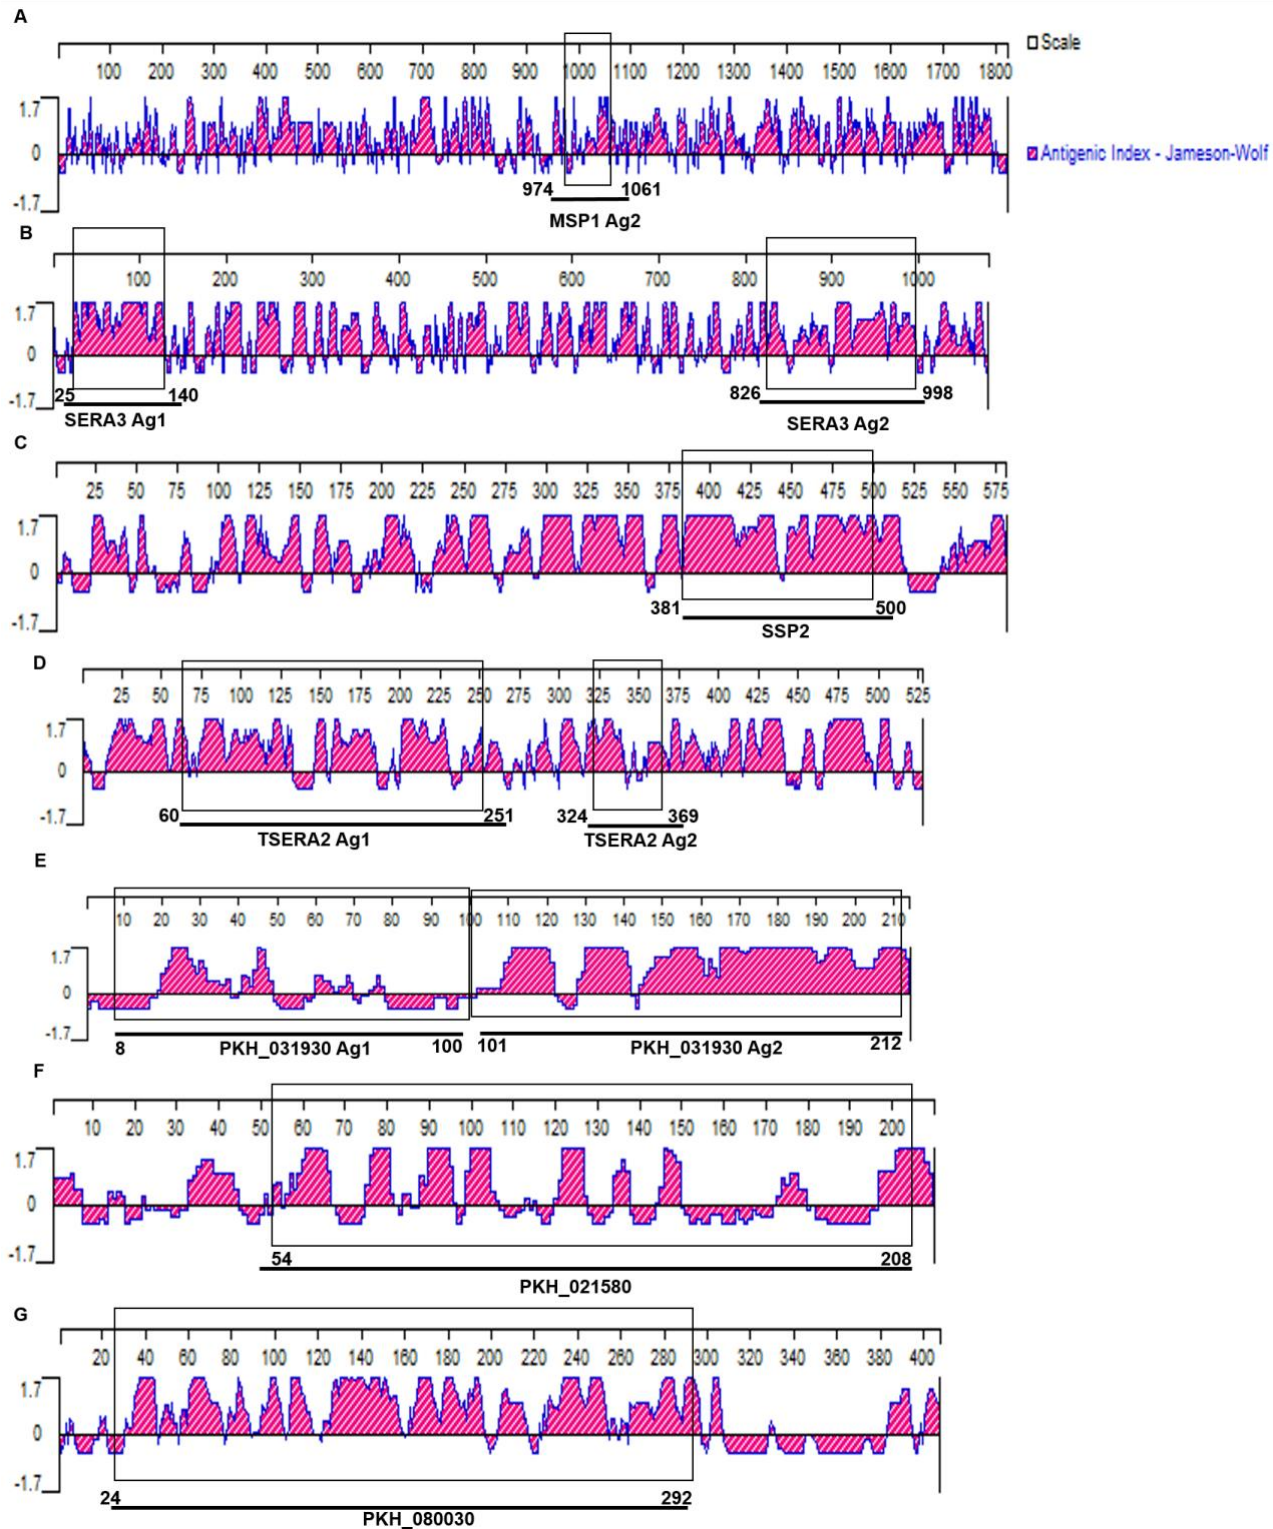 A
Scale
100 200 300 400 500 600 700 800 900 1000 1100 1200 1300 1400 1500 1600 1700 1800
1.7
0
-1.7
Antigenic Index - Jameson-Wolf
974 1061
MSP1 Ag2
B
100 200 300 400 500 600 700 800 900 1000
1.7
0
-1.7
25 140 826 998
SERA3 Ag1 SERA3 Ag2
C
25 50 75 100 125 150 175 200 225 250 275 300 325 350 375 400 425 450 475 500 525 550 575
1.7
0
-1.7
381 500
SSP2
D
25 50 75 100 125 150 175 200 225 250 275 300 325 350 375 400 425 450 475 500 525
1.7
0
-1.7
60 251 324 369
TSERA2 Ag1 TSERA2 Ag2
E
10 20 30 40 50 60 70 80 90 100 110 120 130 140 150 160 170 180 190 200 210
1.7
0
-1.7
8 PKH_031930 Ag1 100 101 PKH_031930 Ag2 212
F
10 20 30 40 50 60 70 80 90 100 110 120 130 140 150 160 170 180 190 200
1.7
0
-1.7
54 208
PKH_021580
G
20 40 60 80 100 120 140 160 180 200 220 240 260 280 300 320 340 360 380 400
1.7
0
-1.7
24 292
PKH_080030